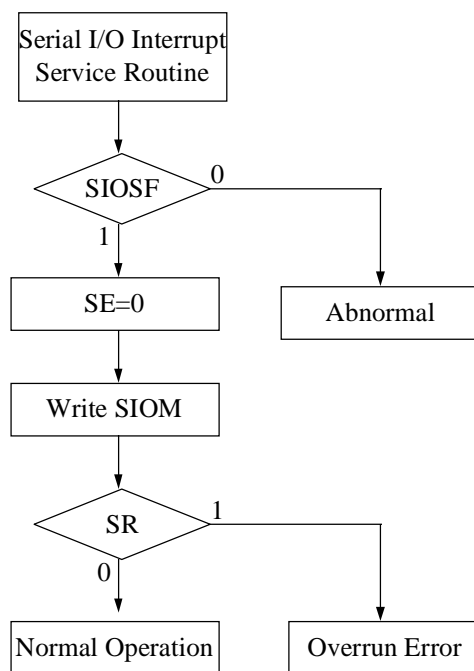 Serial I/O Interrupt
Service Routine
SIOSF
0
1
SE=0
Abnormal
Write SIOM
SR
1
0
Normal Operation
Overrun Error